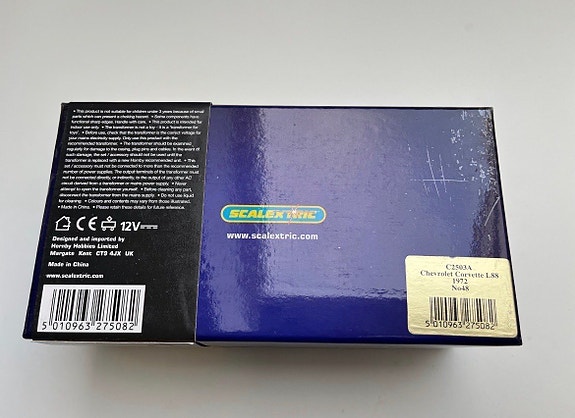 • This product is not suitable for children under 3 years because of small
parts which can present a choking hazard. • Some components have
functional sharp edges. Handle with care. • This product is intended for
indoor use only. • The transformer is not a toy - it is a 'transformer for
toys'. • Before use, check that the transformer is the correct voltage for
your mains electricity supply. Only use this product with the
recommended transformer. • The transformer should be examined
regularly for damage to the casing, plug pins and cables. In the event of
such damage, the set / accessory should not be used until the
transformer is replaced with a new Hornby recommended unit. • The
set / accessory must not be connected to more than the recommended
number of power supplies. The output terminals of the transformer must
not be connected directly, or indirectly, to the output of any other AC
circuit derived from a transformer or mains power supply. • Never
attempt to open the transformer yourself. • Before cleaning any part,
disconnect the transformer from the mains supply. • Do not use liquid
for cleaning. • Colours and contents may vary from those illustrated.
• Made in China. • Please retain these details for future reference.
CE 12V
Designed and imported by
Hornby Hobbies Limited
Margate Kent CT9 4JX UK
Made in China
www.scalextric.com
5 010963 275082
SCALEXTRIC
www.scalextric.com
C2503A
Chevrolet Corvette L88
1972
No48
5 010963 275082